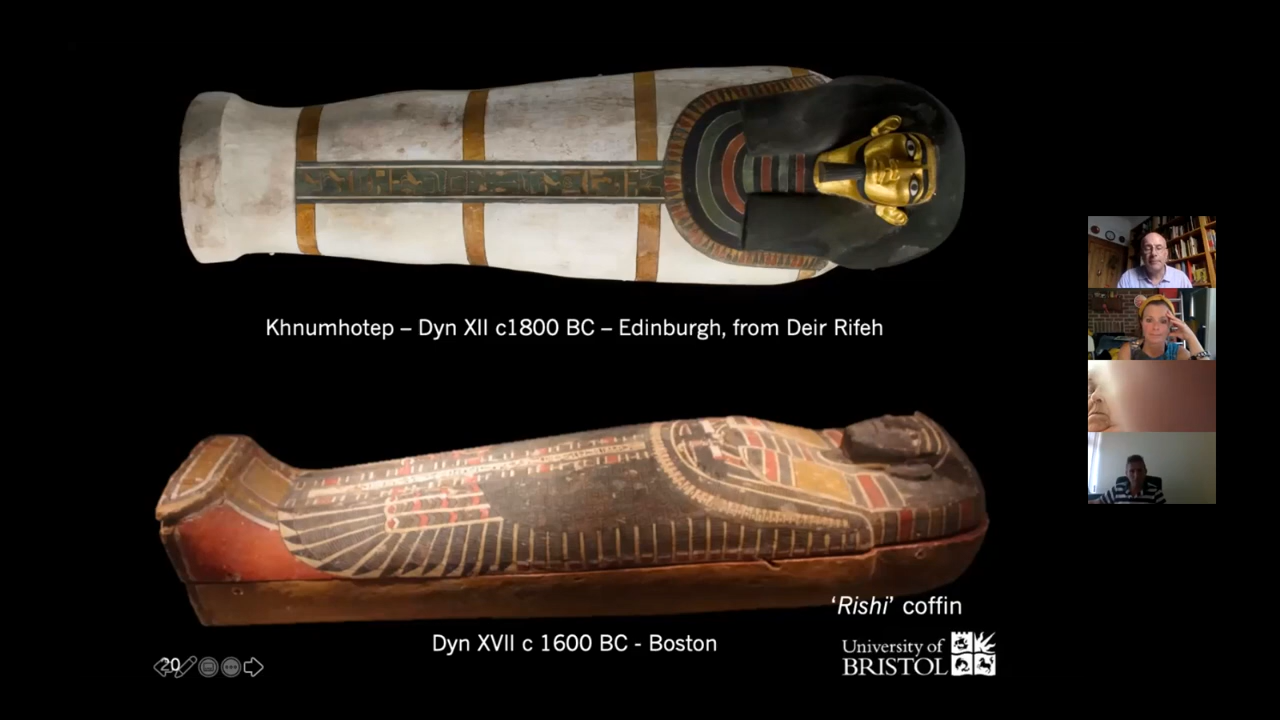 Khnumhotep – Dyn XII c1800 BC – Edinburgh, from Deir Rifeh
'Rishi' coffin
Dyn XVII c 1600 BC - Boston
University of
BRISTOL
20